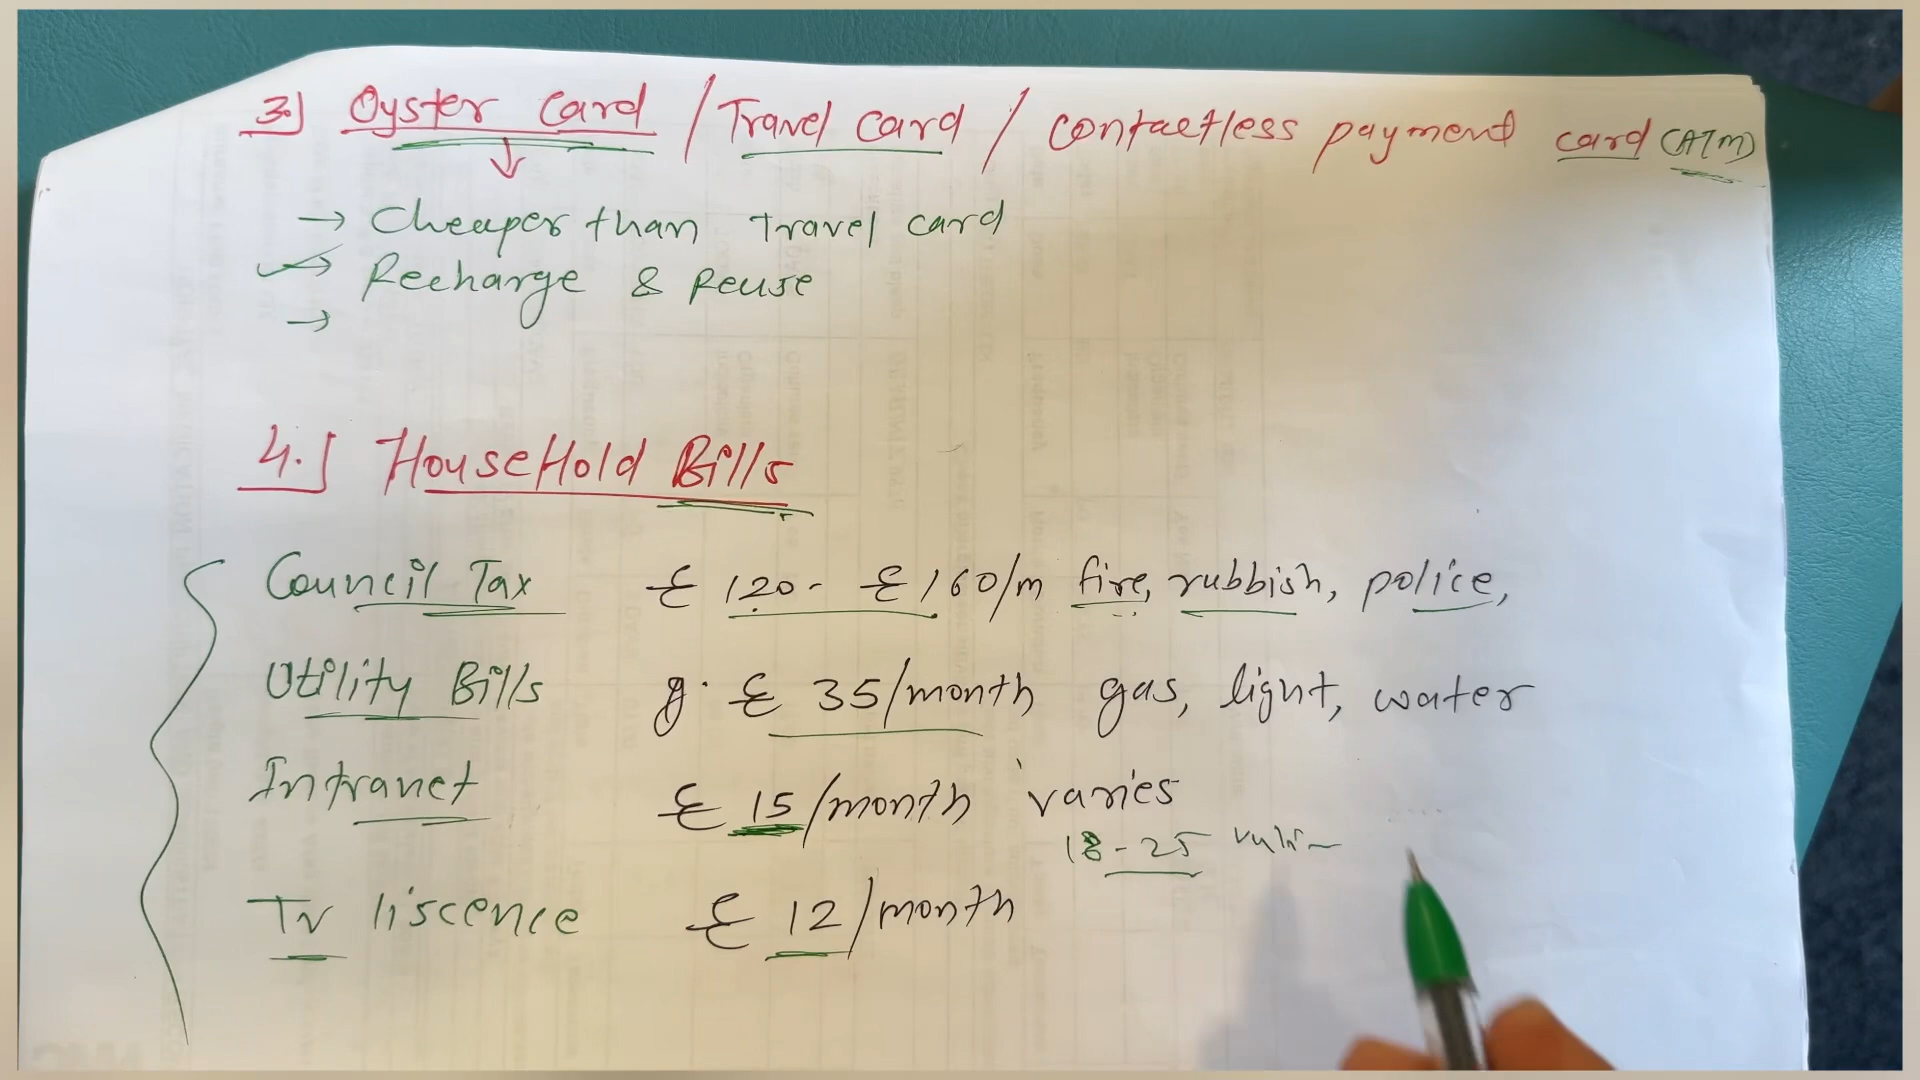 3.) Oyster Card / Travel card / contactless payment card (ATM)
→ Cheaper than Travel card
→ Recharge & Reuse
→
4.] HouseHold Bills
Council Tax £ 120 - £ 160/m fire, rubbish, police,
Utility Bills g. £ 35/month gas, light, water
Intranet £ 15/month varies
18 - 25
TV liscence £ 12/month